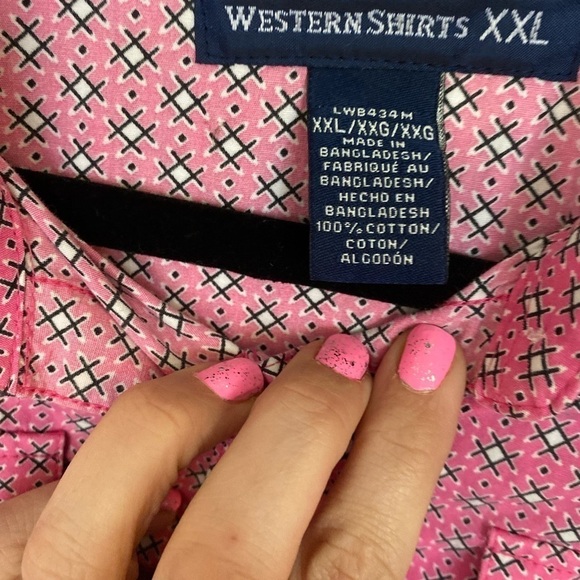 WESTERN SHIRTS XXL
LWB434M
XXL/XXG/XXG
MADE IN
BANGLADESH/
FABRIQUÉ AU
BANGLADESH/
HECHO EN
BANGLADESH
100% COTTON/
COTON/
ALGODÓN